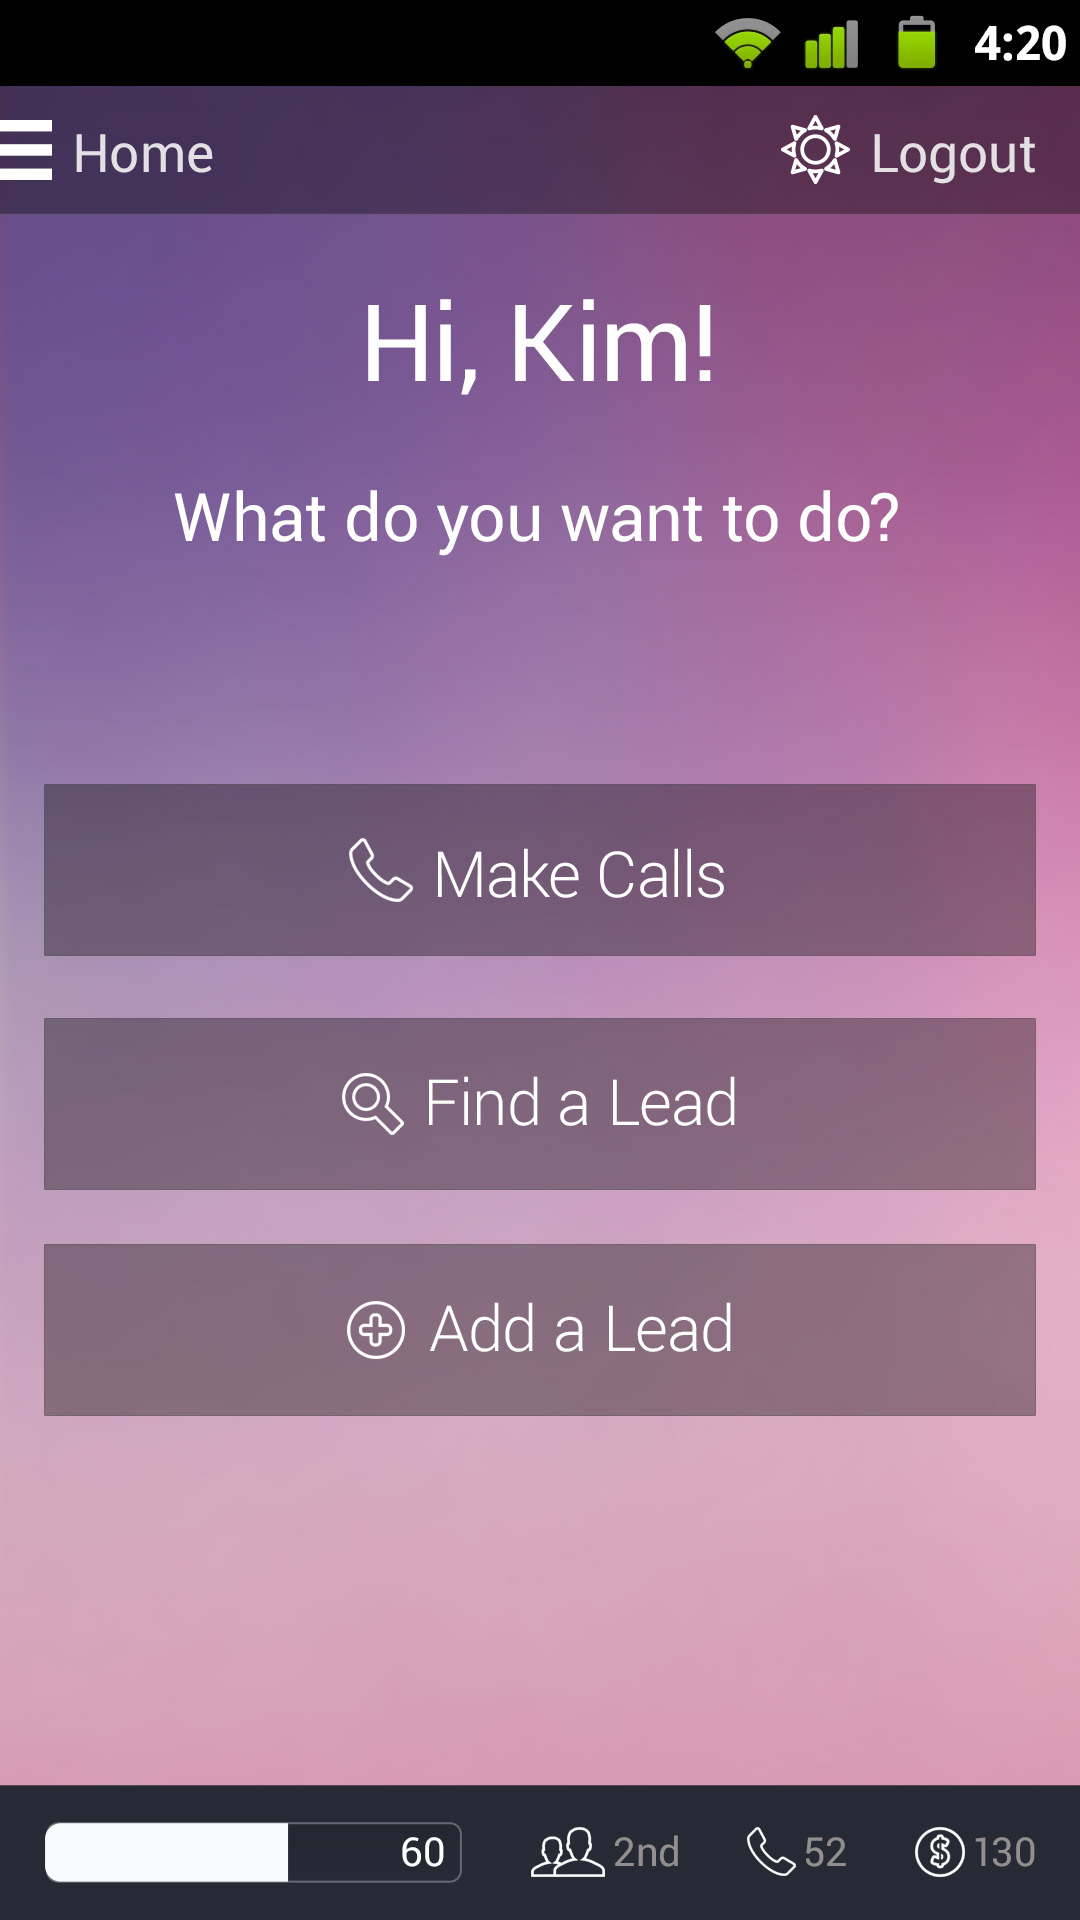 4:20
Home
Logout
Hi, Kim!
What do you want to do?
Make Calls
Find a Lead
Add a Lead
60
2nd
52
$ 130